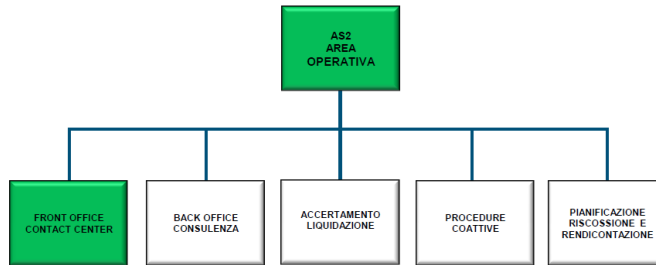 AS2
AREA
OPERATIVA
FRONT OFFICE
CONTACT CENTER
BACK OFFICE
CONSULENZA
ACCERTAMENTO
LIQUIDAZIONE
PROCEDURE
COATTIVE
PIANIFICAZIONE
RISCOSSIONE E
RENDICONTAZIONE